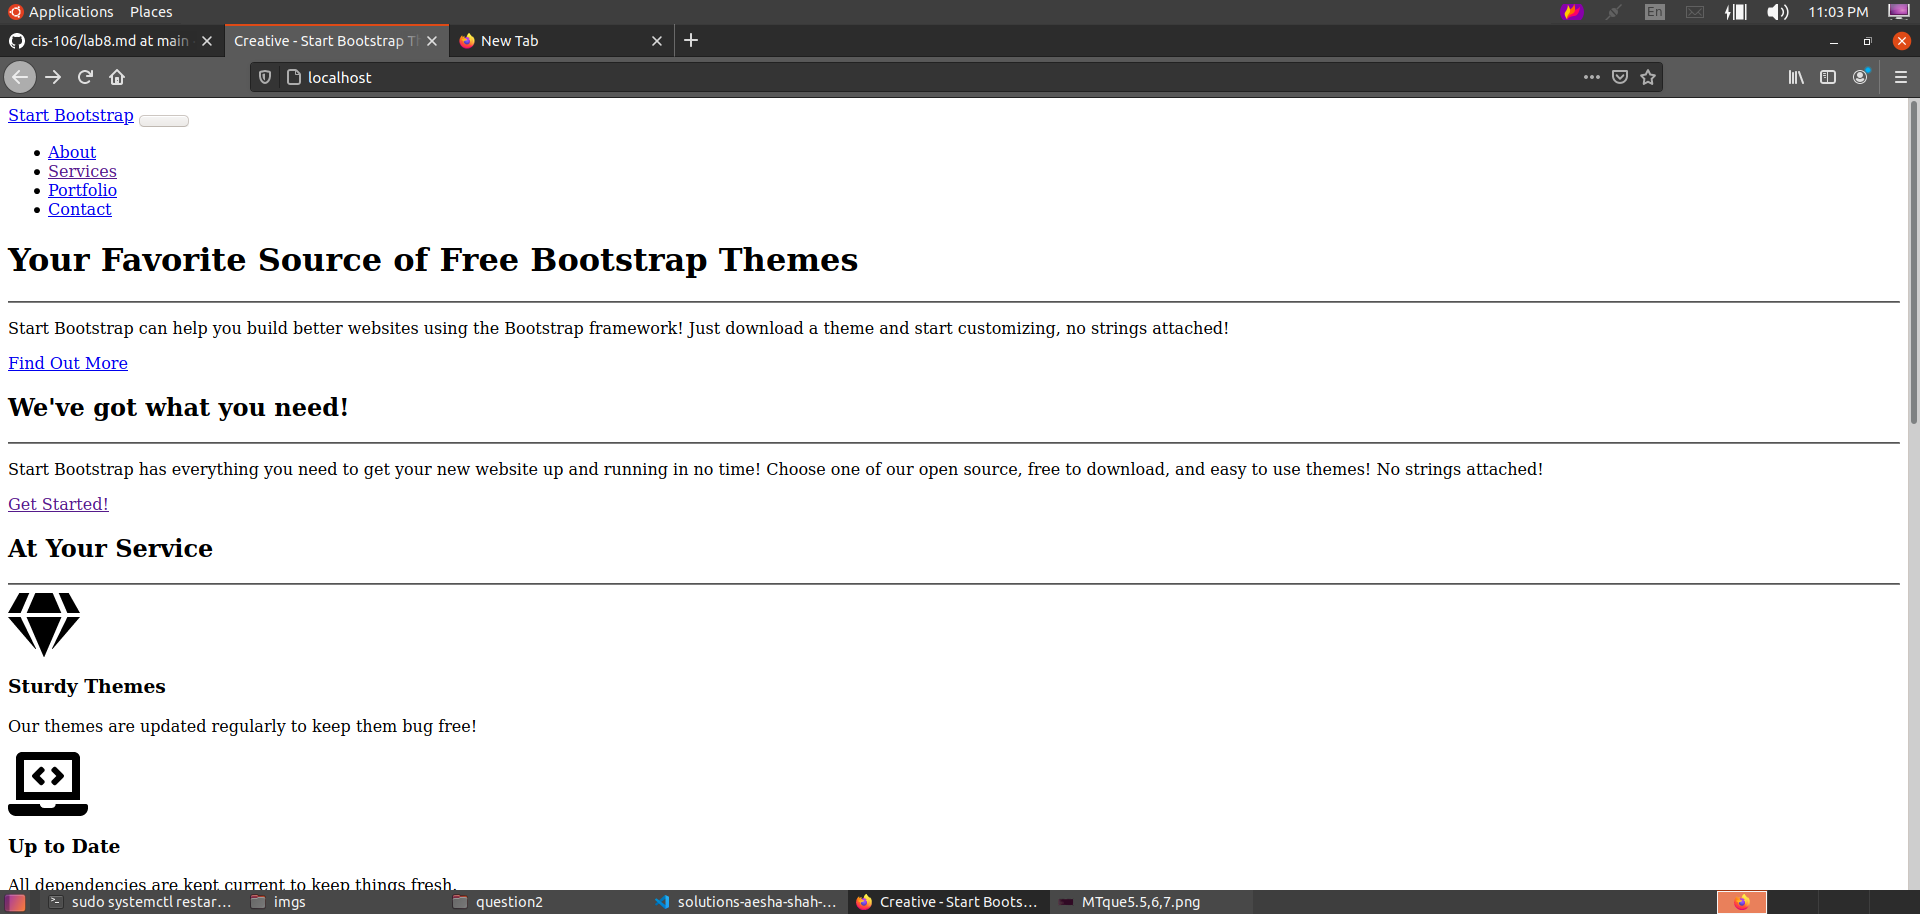 Applications Places En 11:03 PM
cis-106/lab8.md at main Creative - Start Bootstrap T New Tab
localhost
Start Bootstrap
About
Services
Portfolio
Contact
Your Favorite Source of Free Bootstrap Themes
Start Bootstrap can help you build better websites using the Bootstrap framework! Just download a theme and start customizing, no strings attached!
Find Out More
We've got what you need!
Start Bootstrap has everything you need to get your new website up and running in no time! Choose one of our open source, free to download, and easy to use themes! No strings attached!
Get Started!
At Your Service
Sturdy Themes
Our themes are updated regularly to keep them bug free!
Up to Date
All dependencies are kept current to keep things fresh.
sudo systemctl restar... imgs question2 solutions-aesha-shah-... Creative - Start Boots... MTque5.5,6,7.png